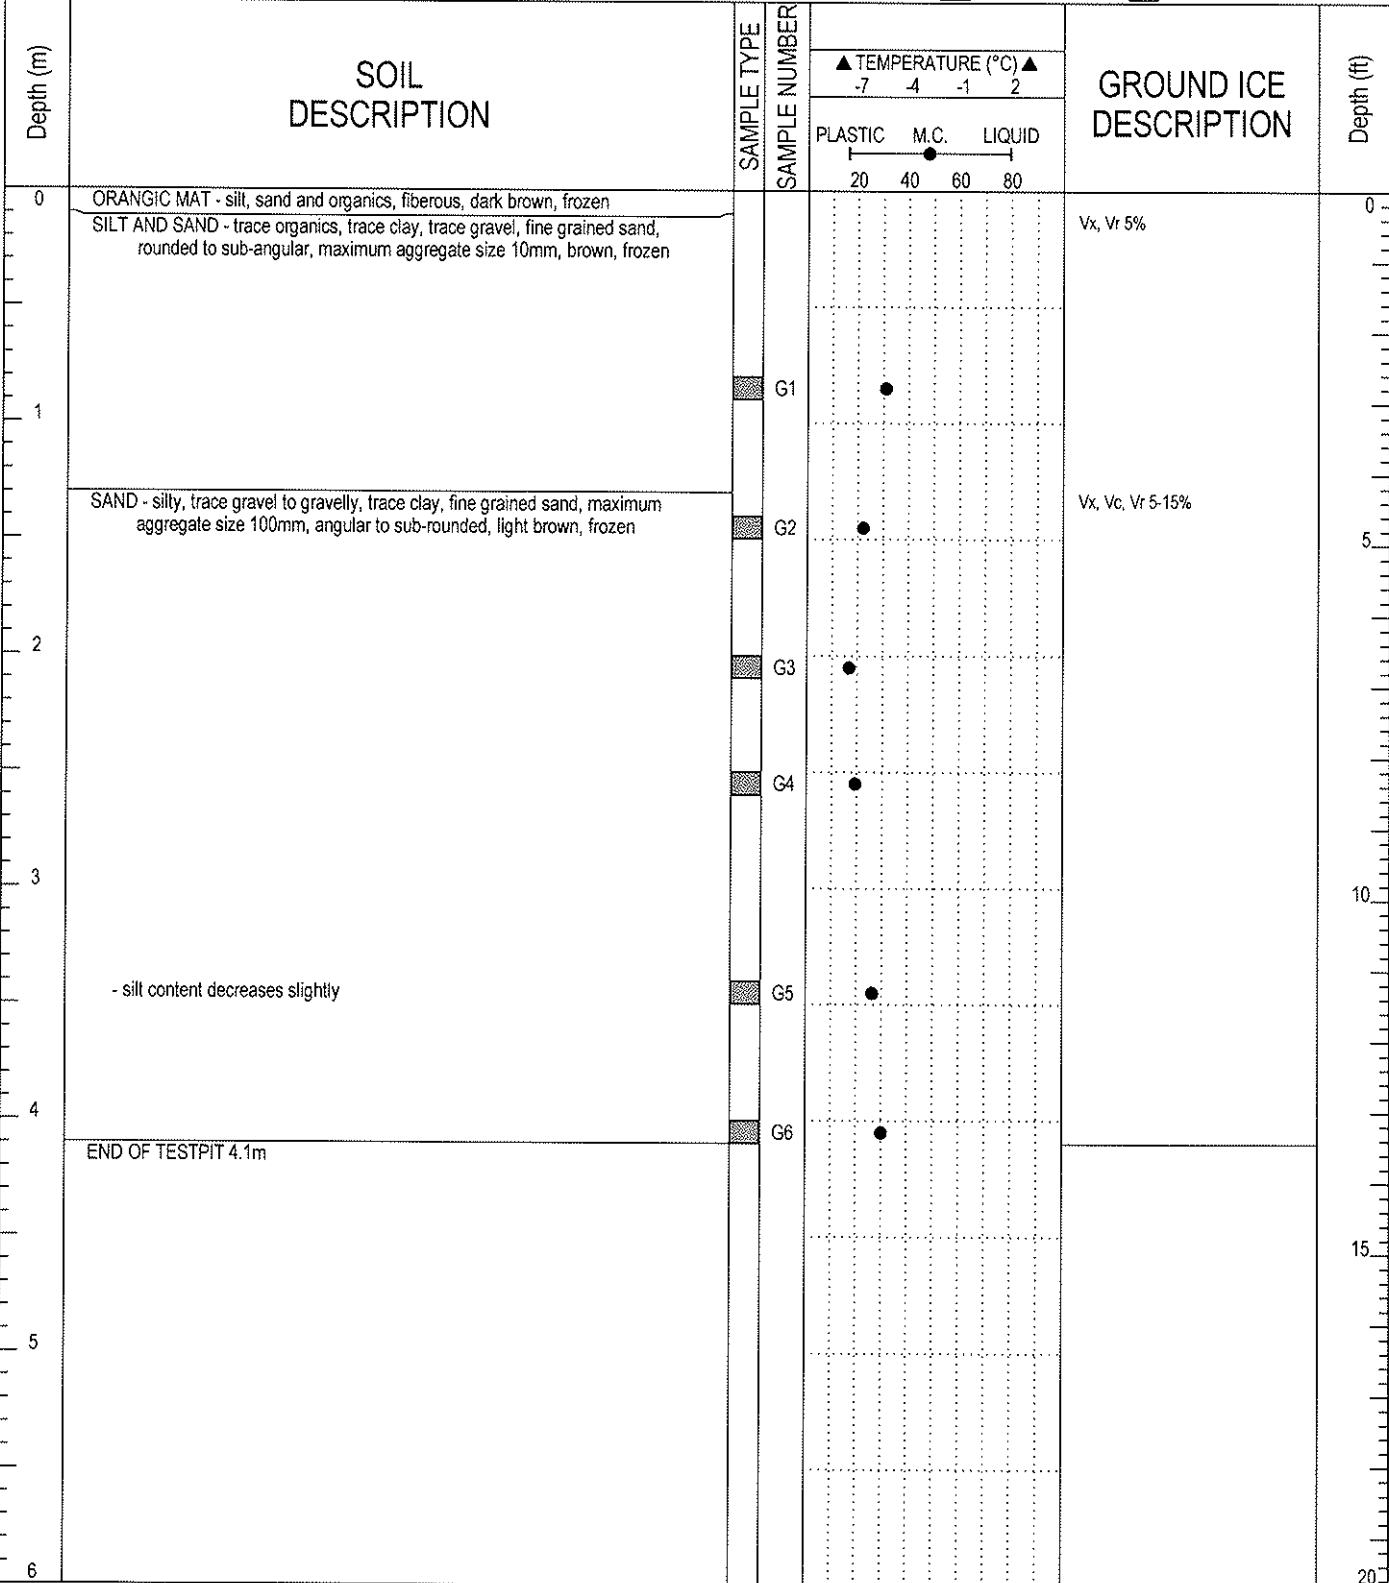 Depth (m)
SOIL
DESCRIPTION
SAMPLE TYPE
SAMPLE NUMBER
▲ TEMPERATURE (°C) ▲
-7 -4 -1 2
PLASTIC M.C. LIQUID
20 40 60 80
GROUND ICE
DESCRIPTION
Depth (ft)
0
ORANGIC MAT - silt, sand and organics, fiberous, dark brown, frozen
0
SILT AND SAND - trace organics, trace clay, trace gravel, fine grained sand,
rounded to sub-angular, maximum aggregate size 10mm, brown, frozen
Vx, Vr 5%
G1
1
SAND - silty, trace gravel to gravelly, trace clay, fine grained sand, maximum
aggregate size 100mm, angular to sub-rounded, light brown, frozen
Vx, Vc, Vr 5-15%
G2
5
2
G3
G4
3
10
- silt content decreases slightly
G5
4
G6
END OF TESTPIT 4.1m
15
5
6
20